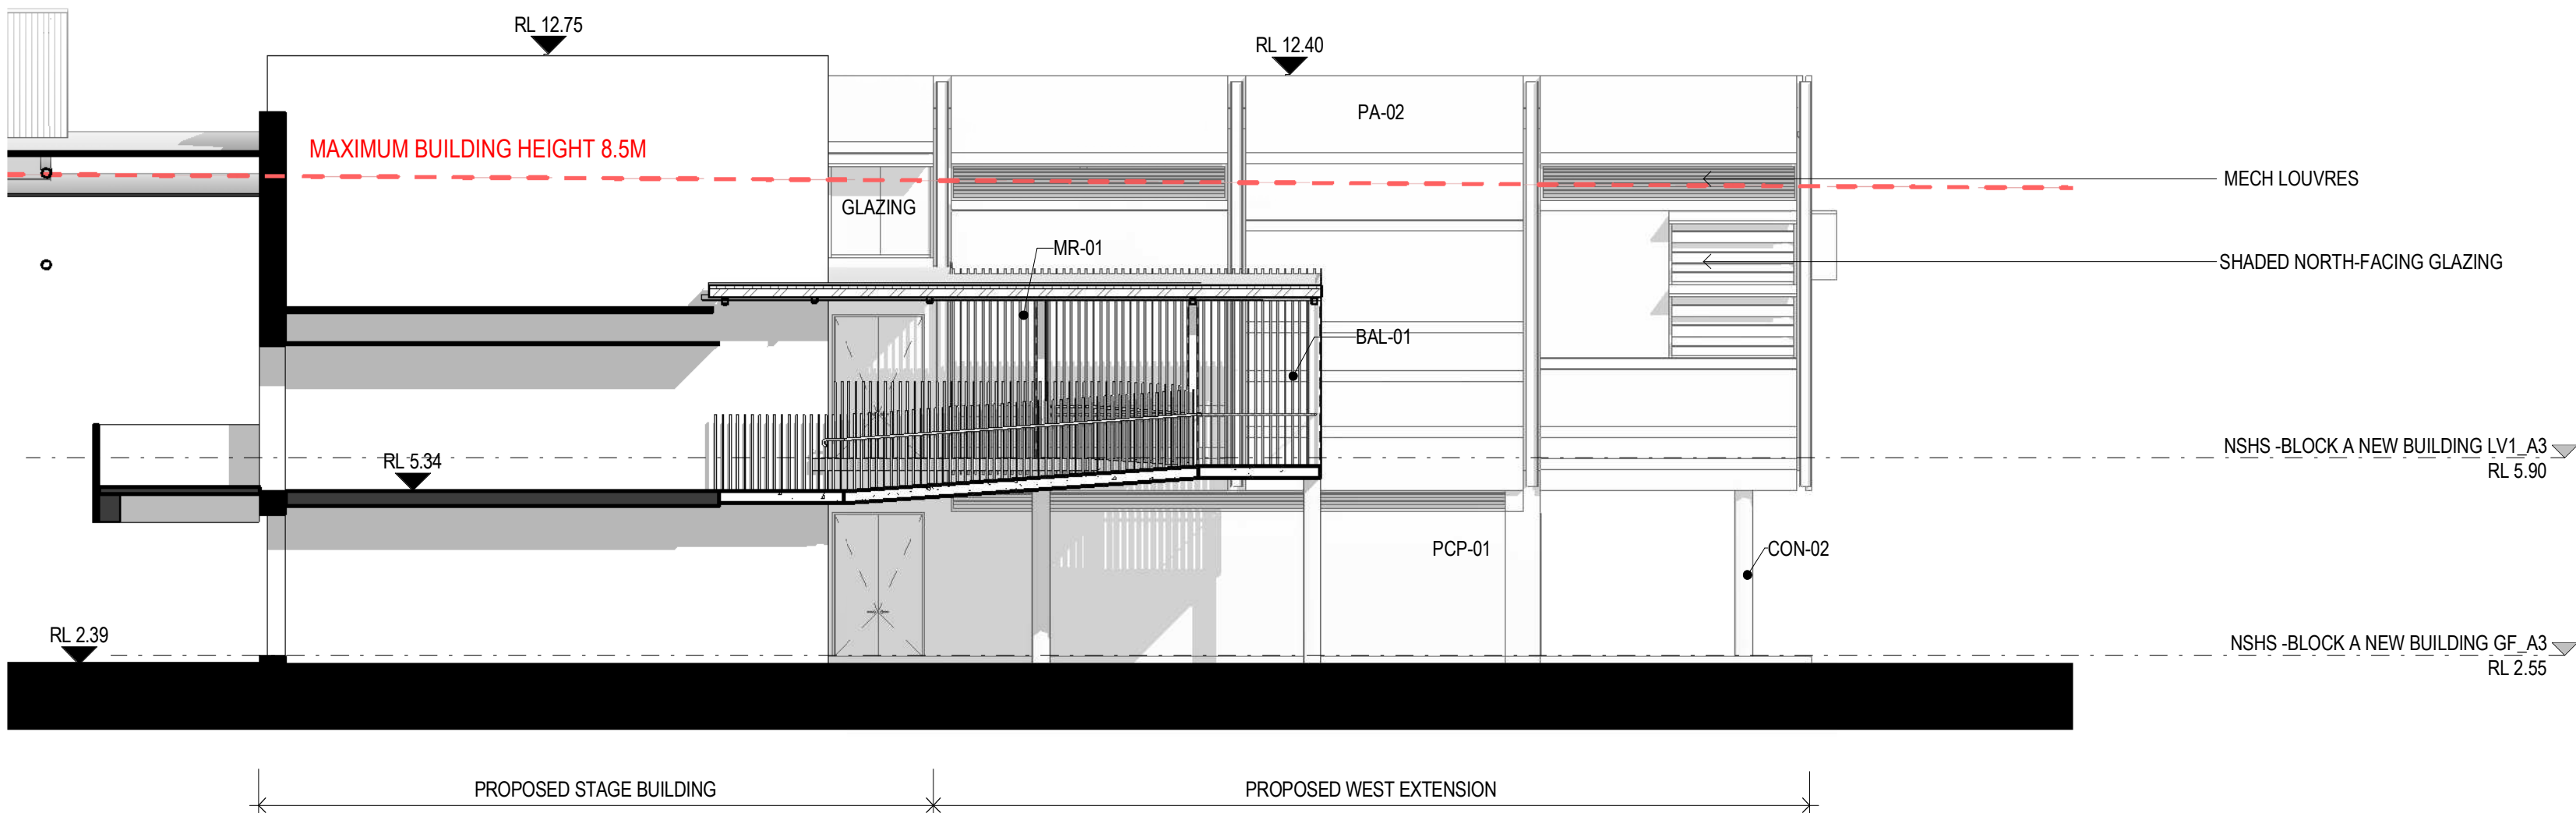 RL 12.75
RL 12.40
PA-02
MAXIMUM BUILDING HEIGHT 8.5M
MECH LOUVRES
GLAZING
MR-01
SHADED NORTH-FACING GLAZING
BAL-01
NSHS -BLOCK A NEW BUILDING LV1_A3
RL 5.34
RL 5.90
PCP-01
CON-02
RL 2.39
NSHS -BLOCK A NEW BUILDING GF_A3
RL 2.55
PROPOSED STAGE BUILDING
PROPOSED WEST EXTENSION